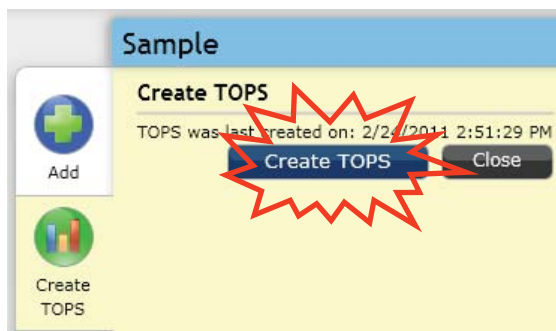 Sample
Create TOPS
TOPS was last created on: 2/24/2011 2:51:29 PM
Create TOPS
Close
Add
Create
TOPS